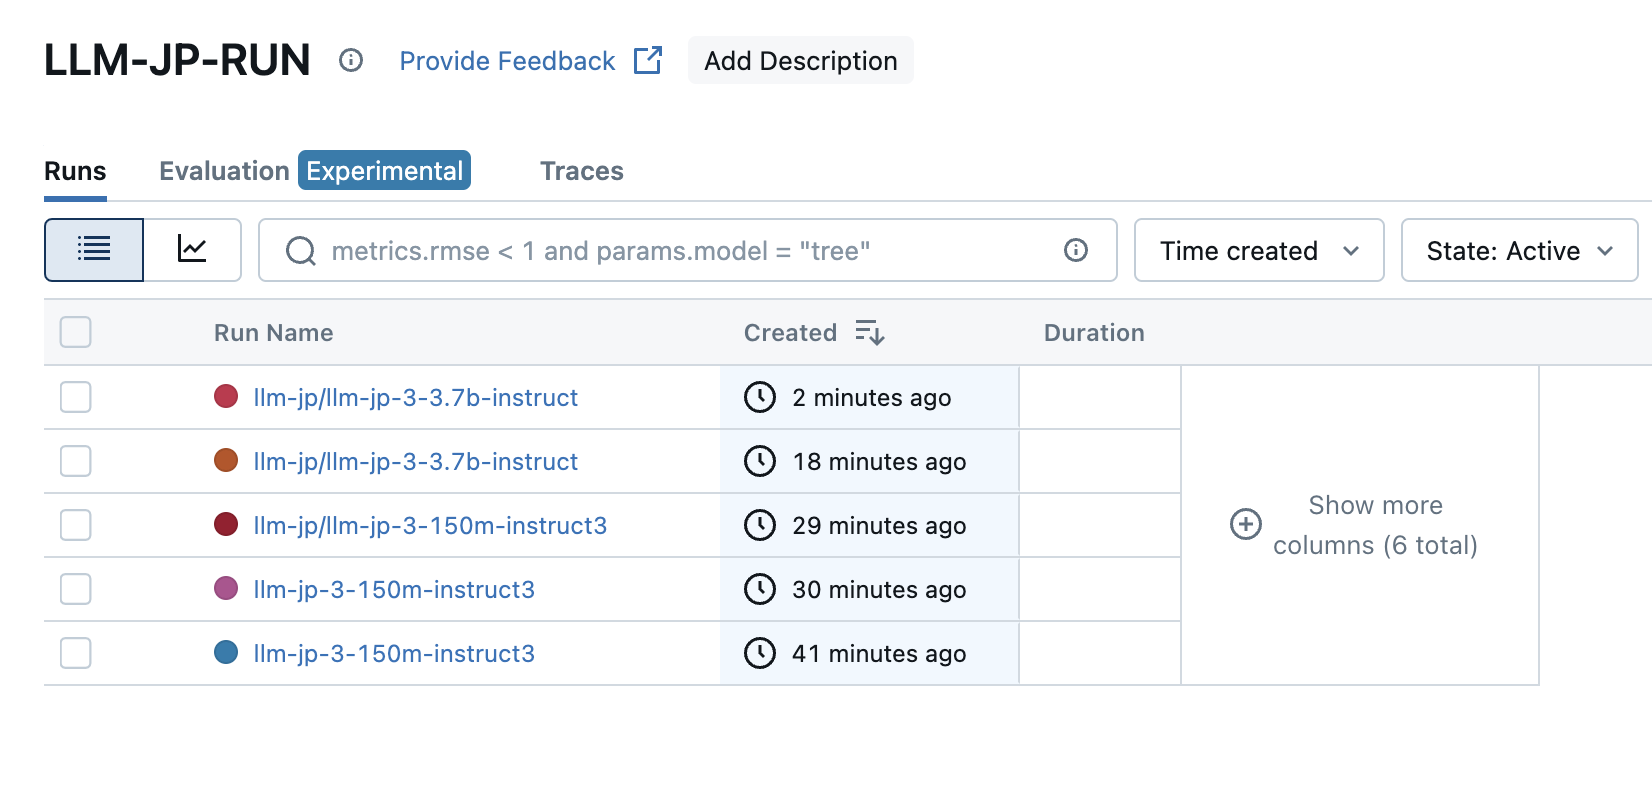 LLM-JP-RUN Provide Feedback Add Description
Runs Evaluation Experimental Traces
metrics.rmse < 1 and params.model = "tree" Time created State: Active
Run Name Created Duration
llm-jp/llm-jp-3-3.7b-instruct 2 minutes ago
llm-jp/llm-jp-3-3.7b-instruct 18 minutes ago
llm-jp/llm-jp-3-150m-instruct3 29 minutes ago
llm-jp-3-150m-instruct3 30 minutes ago
llm-jp-3-150m-instruct3 41 minutes ago
Show more
columns (6 total)